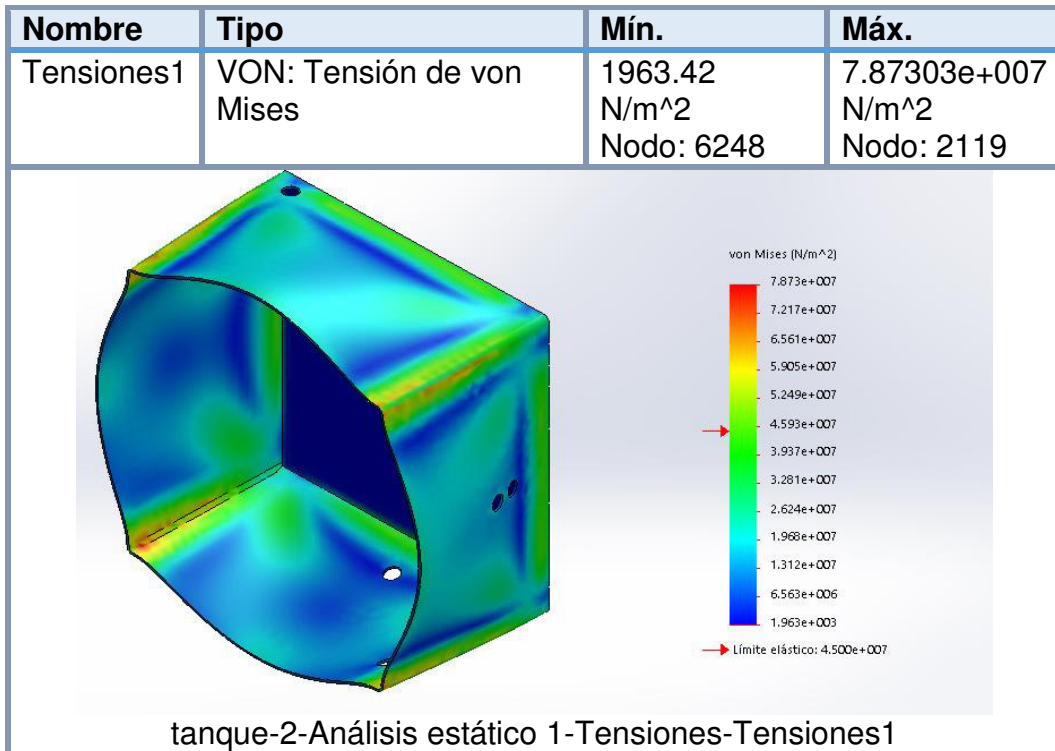 Nombre Tipo Mín. Máx.
Tensiones1 VON: Tensión de von 1963.42 7.87303e+007
Mises N/m^2 N/m^2
Nodo: 6248 Nodo: 2119
von Mises (N/m^2)
7.873e+007
7.217e+007
6.561e+007
5.905e+007
5.249e+007
4.593e+007
3.937e+007
3.281e+007
2.624e+007
1.968e+007
1.312e+007
6.563e+006
1.963e+003
Límite elástico: 4.500e+007
tanque-2-Análisis estático 1-Tensiones-Tensiones1